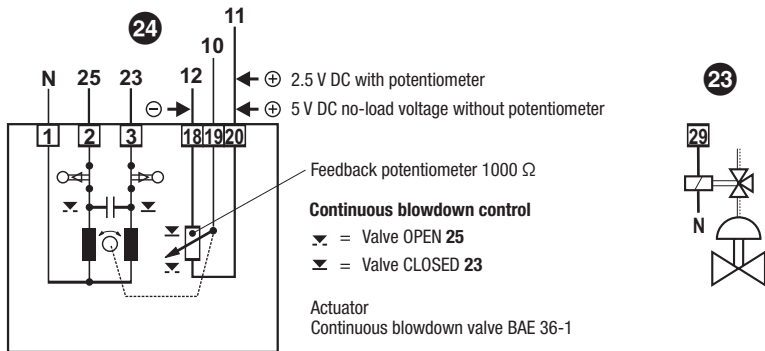 24
11
10
N 25 23 12
⊕ 2.5 V DC with potentiometer
⊖ ⊕ 5 V DC no-load voltage without potentiometer
1 2 3 18 19 20
Feedback potentiometer 1000 Ω
Continuous blowdown control
= Valve OPEN 25
= Valve CLOSED 23
Actuator
Continuous blowdown valve BAE 36-1
23
29
N